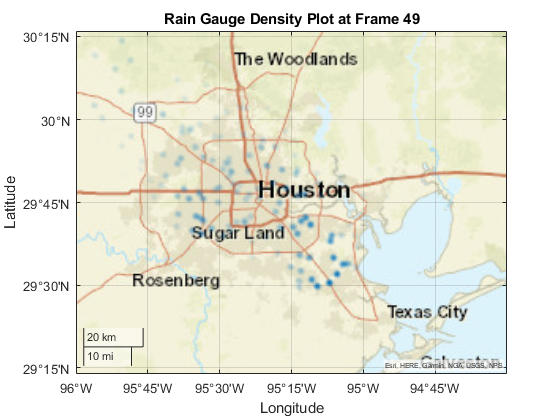 Rain Gauge Density Plot at Frame 49
30°15'N
The Woodlands
99
30°N
Houston
29°45'N
Sugar Land
Latitude
Rosenberg
29°30'N
Texas City
20 km
10 mi
Galveston
Esri, HERE, Garmin, NGA, USGS, NPS
29°15'N
96°W 95°45'W 95°30'W 95°15'W 95°W 94°45'W
Longitude